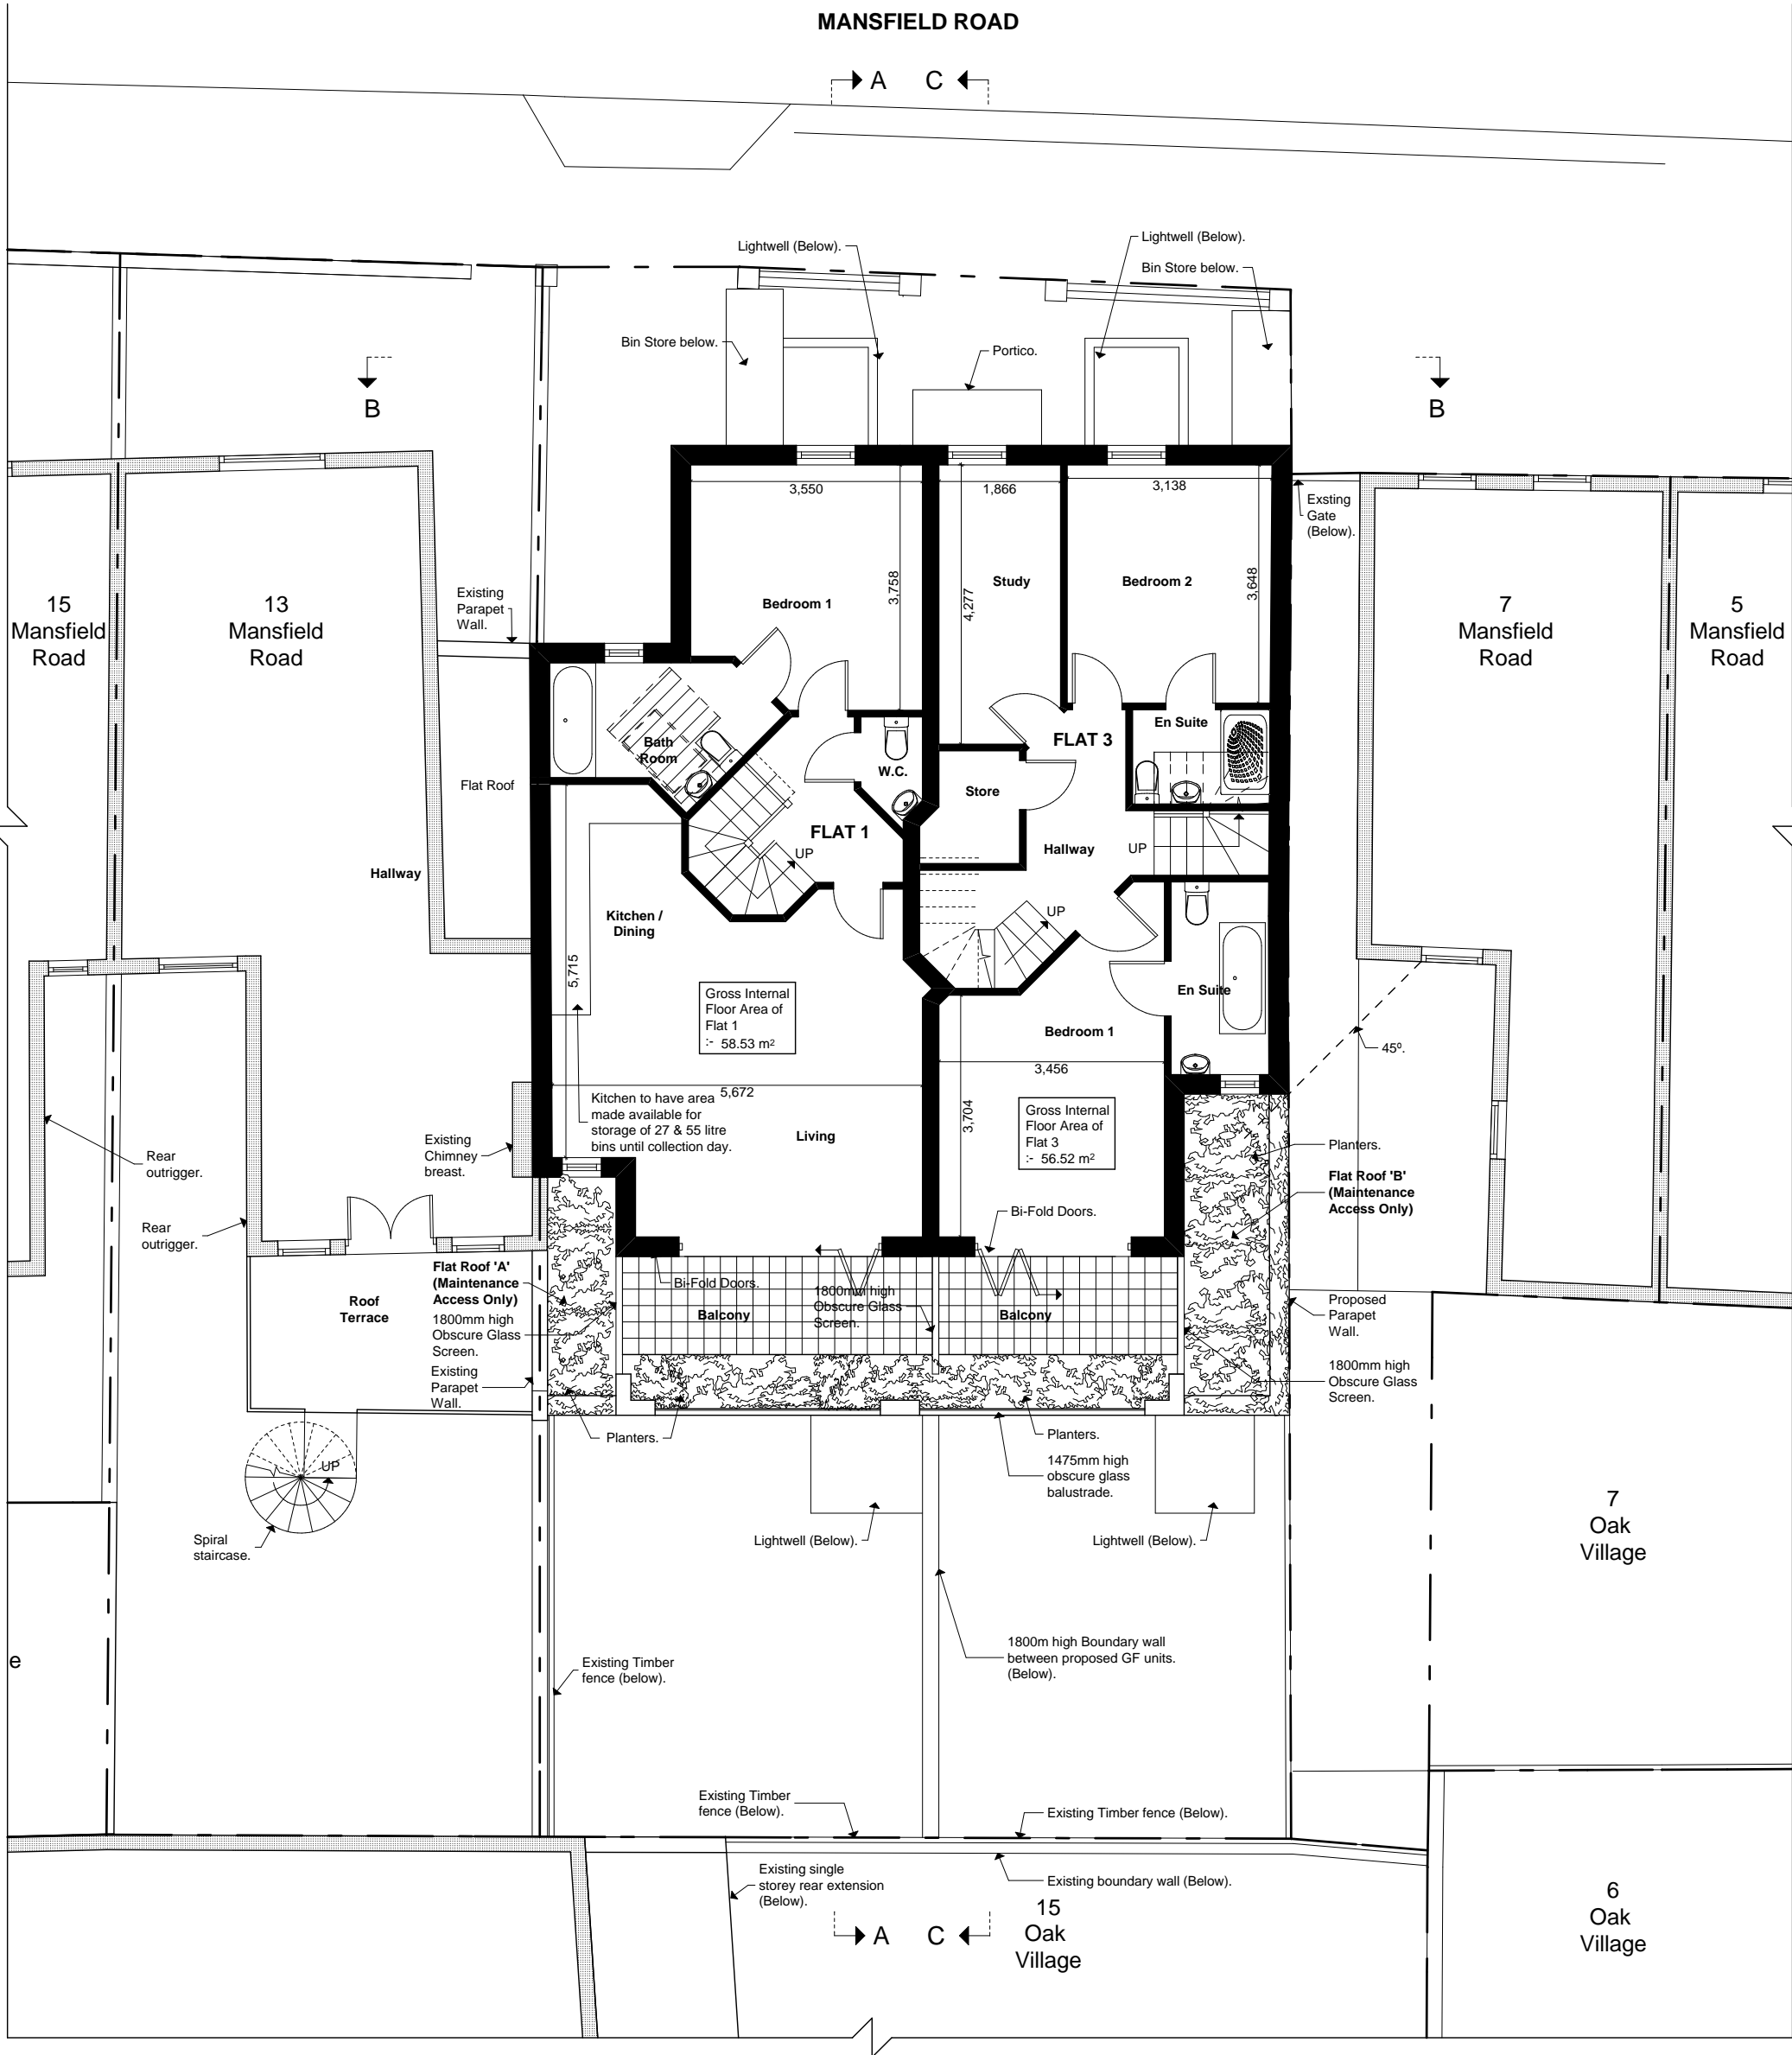 MANSFIELD ROAD
A C
Lightwell (Below).
Lightwell (Below).
Bin Store below.
Bin Store below.
Portico.
B
B
3,550
1,866
3,138
Exsting
Gate
(Below).
15
Mansfield
Road
13
Mansfield
Road
Existing
Parapet
Wall.
Bedroom 1
3,758
4,277
Study
Bedroom 2
3,648
7
Mansfield
Road
5
Mansfield
Road
Flat Roof
Bath
Room
W.C.
FLAT 3
En Suite
Store
FLAT 1
UP
Hallway
UP
Hallway
Kitchen /
Dining
UP
5,715
Gross Internal
Floor Area of
Flat 1
:- 58.53 m²
En Suite
Bedroom 1
45º.
3,456
5,672
Kitchen to have area
made available for
storage of 27 & 55 litre
bins until collection day.
Living
3,704
Gross Internal
Floor Area of
Flat 3
:- 56.52 m²
Existing
Chimney
breast.
Rear
outrigger.
Rear
outrigger.
Planters.
Flat Roof 'B'
(Maintenance
Access Only)
Bi-Fold Doors.
Flat Roof 'A'
(Maintenance
Access Only)
Bi-Fold Doors.
1800mm high
Obscure Glass
Screen.
Roof
Terrace
1800mm high
Obscure Glass
Screen.
Balcony
Balcony
Proposed
Parapet
Wall.
Existing
Parapet
Wall.
1800mm high
Obscure Glass
Screen.
Planters.
Planters.
1475mm high
obscure glass
balustrade.
UP
Spiral
staircase.
Lightwell (Below).
Lightwell (Below).
7
Oak
Village
e
Existing Timber
fence (below).
1800m high Boundary wall
between proposed GF units.
(Below).
Existing Timber
fence (Below).
Existing Timber fence (Below).
Existing single
storey rear extension
(Below).
Existing boundary wall (Below).
15
Oak
Village
A C
6
Oak
Village